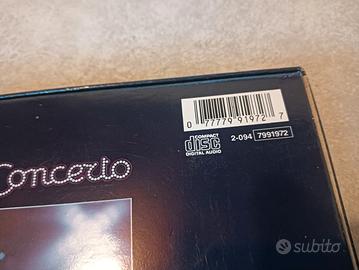 0 77779 91972 7
COMPACT
disc
DIGITAL AUDIO
2-094 7991972
Concerto
subito